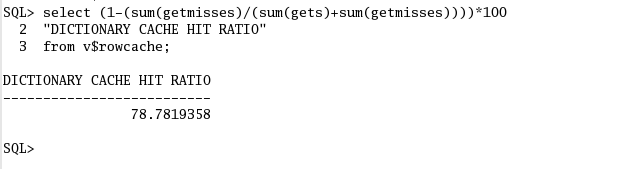 SQL> select (1-(sum(getmisses)/(sum(gets)+sum(getmisses))))*100
2 "DICTIONARY CACHE HIT RATIO"
3 from v$rowcache;
DICTIONARY CACHE HIT RATIO
--------------------------
78.7819358
SQL>